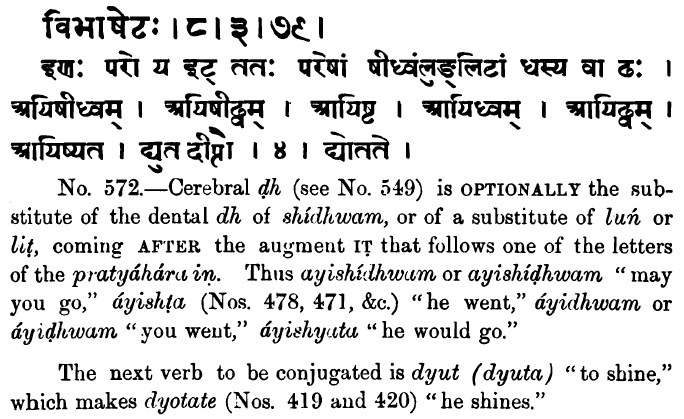 विभाषेटः । ८ । ३ । ७९ ।
इणः परो य इट् ततः परेषां षीध्वंलुङ्लिटां धस्य वा ढः ।
अयिषीध्वम् । अयिषीढ्वम् । आयिष्ट । आयिध्वम् । आयिढ्वम् ।
आयिष्यत । द्युत दीप्तौ । ४ । द्योतते ।
No. 572.—Cerebral ḍh (see No. 549) is OPTIONALLY the sub-
stitute of the dental dh of shídhwam, or of a substitute of luń or
liṭ, coming AFTER the augment IṬ that follows one of the letters
of the pratyáhára iṇ. Thus ayishídhwam or ayishíḍhwam “may
you go,” áyishṭa (Nos. 478, 471, &c.) “he went,” áyidhwam or
áyiḍhwam “you went,” áyishyata “he would go.”
The next verb to be conjugated is dyut (dyuta) “to shine,”
which makes dyotate (Nos. 419 and 420) “he shines.”